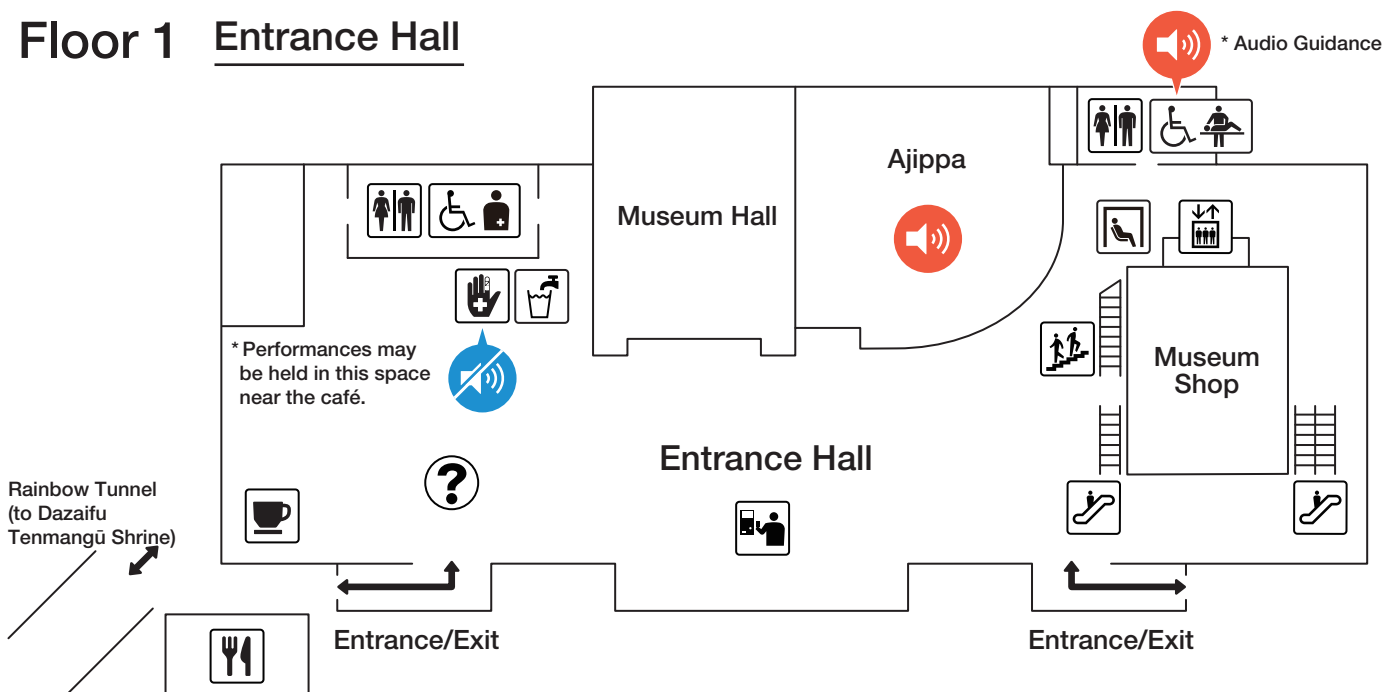 Floor 1 Entrance Hall
* Audio Guidance
Ajippa
Museum Hall
* Performances may
be held in this space
near the café.
Museum
Shop
Entrance Hall
?
Rainbow Tunnel
(to Dazaifu
Tenmangū Shrine)
Entrance/Exit
Entrance/Exit